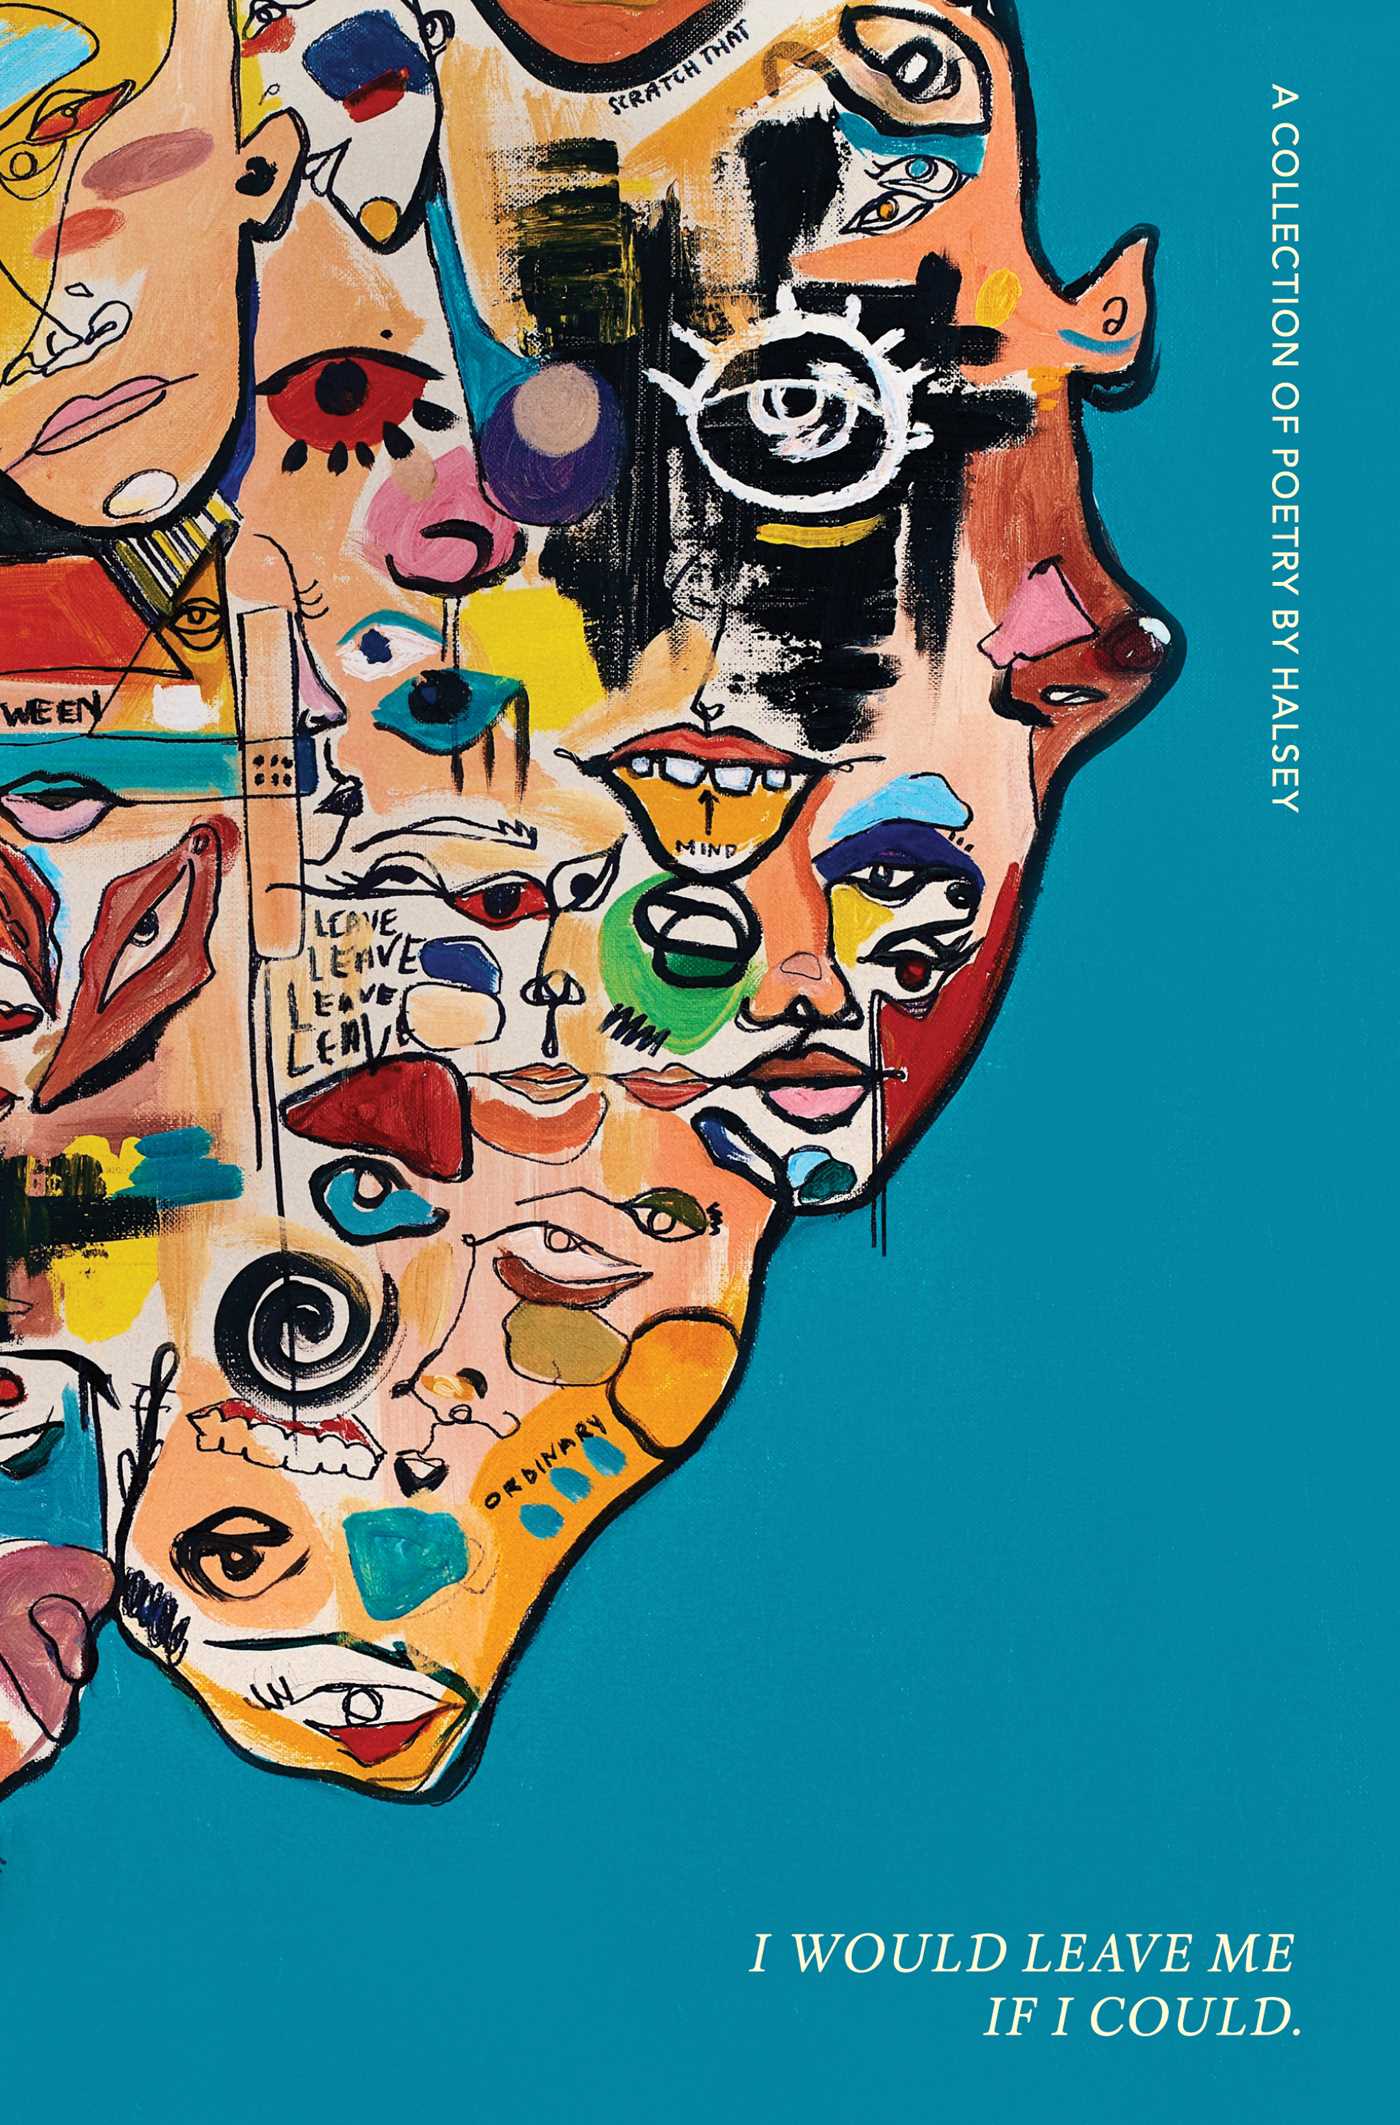 SCRATCH THAT
A COLLECTION OF POETRY BY HALSEY
WEEN
MIND
LEAVE
LEAVE
LEAVE
LEAVE
ORDINARY
I WOULD LEAVE ME
IF I COULD.